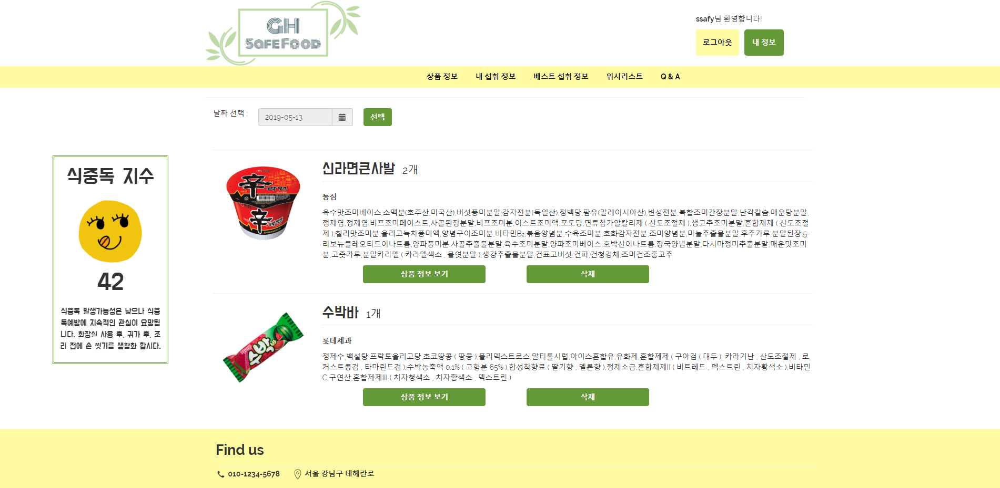 GH
SAFE FOOD
ssafy님 환영합니다!
로그아웃
내 정보
상품 정보
내 섭취 정보
베스트 섭취 정보
위시리스트
Q & A
날짜 선택 :
2019-05-13
선택
식중독 지수
42
식중독 발생가능성은 낮으나 식중
독예방에 지속적인 관심이 요망됩
니다. 화장실 사용 후, 귀가 후, 조
리 전에 손 씻기를 생활화 합시다.
辛라면
辛라면
신라면큰사발 2개
농심
육수맛조미베이스,소맥분(호주산,미국산),버섯풍미분말,감자전분(독일산),정백당,팜유(말레이시아산),변성전분,복합조미간장분말,난각칼슘,매운탕분말,
정제염,정제염,비프조미페이스트,사골된장분말,비프조미분,이스트조미액,포도당,면류첨가알칼리제 ( 산도조절제 ),생고추조미분말,혼합제제 ( 산도조절
제 ),칠리맛조미분,올리고녹차풍미액,양념구이조미분,비타민B2,볶음양념분,수육조미분,호화감자전분,조미양념분,마늘추출물분말,후추가루,분말된장,5-
리보뉴클레오티드이나트륨,양파풍미분,사골추출물분말,육수조미분말,양파조미베이스,호박산이나트륨,장국양념분말,다시마정미추출분말,매운맛조미
분,고춧가루,분말카라멜 ( 카라멜색소 , 물엿분말 ),생강추출물분말,건표고버섯,건파,건청경채,조미건조홍고추
상품 정보 보기
삭제
수박바
수박바 1개
롯데제과
정제수,백설탕,프락토올리고당,초코땅콩 ( 땅콩 ),폴리덱스트로스,말티톨시럽,아이스혼합유,유화제,혼합제제 ( 구아검 ( 대두 ), 카라기난 , 산도조절제 , 로
커스트콩검 , 타마린드검 ),수박농축액 0.1% ( 고형분 65% ),합성착향료 ( 딸기향 , 멜론향 ),정제소금,혼합제제II ( 비트레드 , 덱스트린 , 치자황색소 ),비타민
C,구연산,혼합제제III ( 치자청색소 , 치자황색소 , 덱스트린 )
상품 정보 보기
삭제
Find us
010-1234-5678
서울 강남구 테헤란로